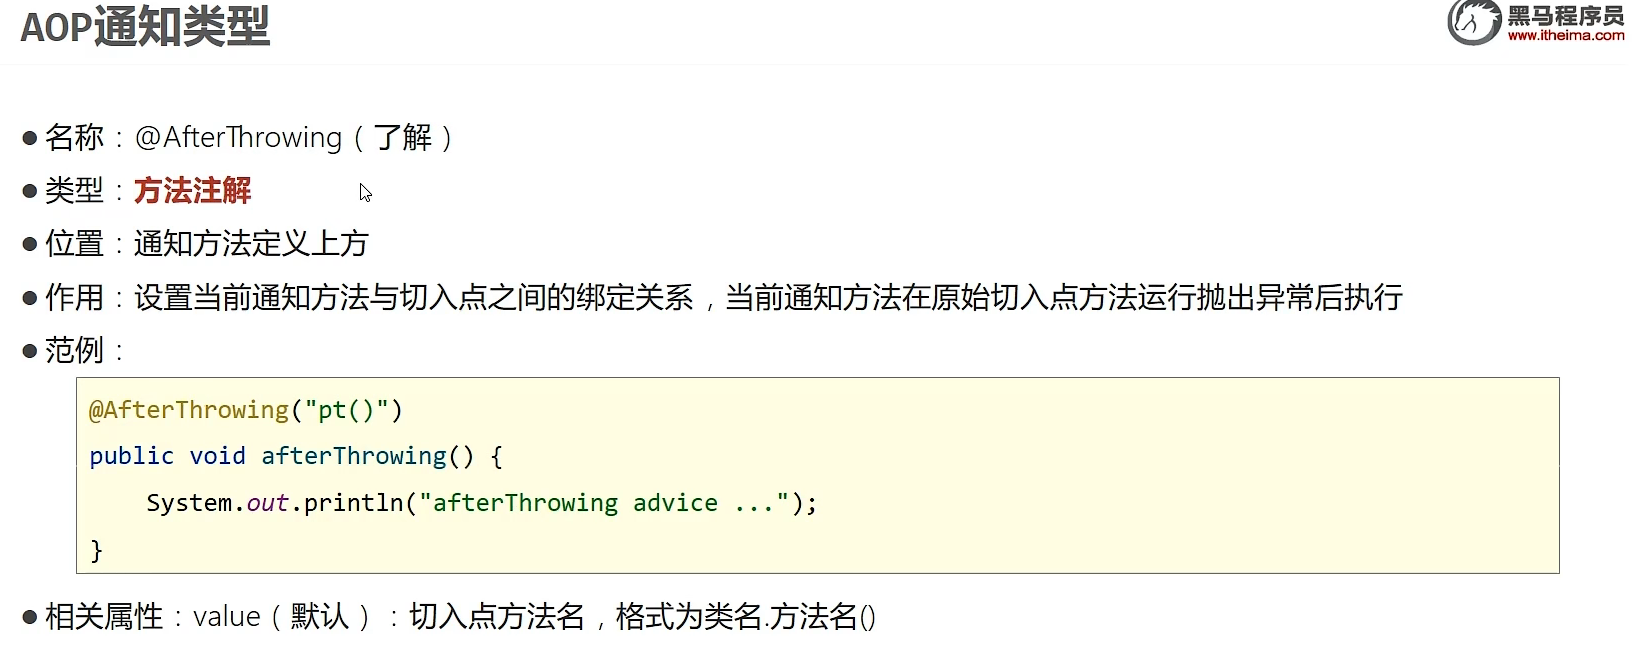 AOP通知类型
黑马程序员
www.itheima.com
● 名称：@AfterThrowing（了解）
● 类型：方法注解
● 位置：通知方法定义上方
● 作用：设置当前通知方法与切入点之间的绑定关系，当前通知方法在原始切入点方法运行抛出异常后执行
● 范例：
@AfterThrowing("pt()")
public void afterThrowing() {
    System.out.println("afterThrowing advice ...");
}
● 相关属性：value（默认）：切入点方法名，格式为类名.方法名()